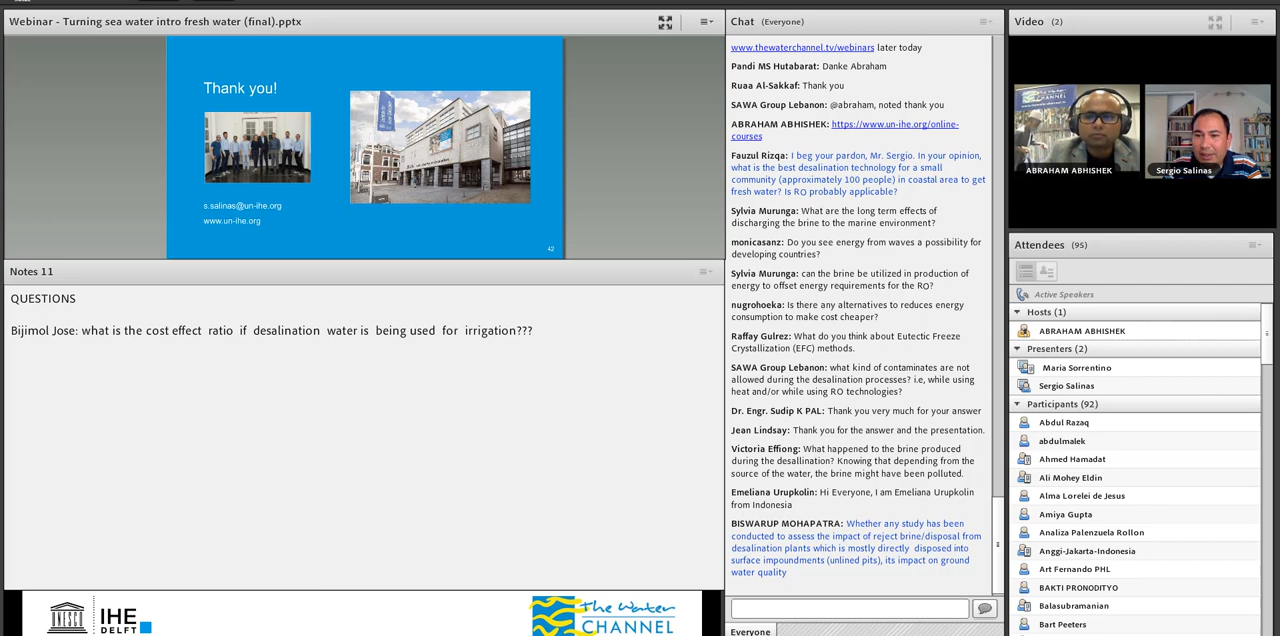 Webinar - Turning sea water intro fresh water (final).pptx
Thank you!
s.salinas@un-ihe.org
www.un-ihe.org
42
Notes 11
QUESTIONS
Bijimol Jose: what is the cost effect ratio if desalination water is being used for irrigation???
UNESCO
IHE
DELFT
the Water
CHANNEL
Chat (Everyone)
www.thewaterchannel.tv/webinars later today
Pandi MS Hutabarat: Danke Abraham
Ruaa Al-Sakkaf: Thank you
SAWA Group Lebanon: @abraham, noted thank you
ABRAHAM ABHISHEK: https://www.un-ihe.org/online-
courses
Fauzul Rizqa: I beg your pardon, Mr. Sergio. In your opinion,
what is the best desalination technology for a small
community (approximately 100 people) in coastal area to get
fresh water? Is RO probably applicable?
Sylvia Murunga: What are the long term effects of
discharging the brine to the marine environment?
monicasanz: Do you see energy from waves a possibility for
developing countries?
Sylvia Murunga: can the brine be utilized in production of
energy to offset energy requirements for the RO?
nugrohoeka: Is there any alternatives to reduces energy
consumption to make cost cheaper?
Raffay Gulrez: What do you think about Eutectic Freeze
Crystallization (EFC) methods.
SAWA Group Lebanon: what kind of contaminates are not
allowed during the desalination processes? i.e, while using
heat and/or while using RO technologies?
Dr. Engr. Sudip K PAL: Thank you very much for your answer
Jean Lindsay: Thank you for the answer and the presentation.
Victoria Effiong: What happened to the brine produced
during the desallination? Knowing that depending from the
source of the water, the brine might have been polluted.
Emeliana Urupkolin: Hi Everyone, I am Emeliana Urupkolin
from Indonesia
BISWARUP MOHAPATRA: Whether any study has been
conducted to assess the impact of reject brine/disposal from
desalination plants which is mostly directly disposed into
surface impoundments (unlined pits), its impact on ground
water quality
Everyone
Video (2)
ABRAHAM ABHISHEK
Sergio Salinas
Attendees (95)
Active Speakers
Hosts (1)
ABRAHAM ABHISHEK
Presenters (2)
Maria Sorrentino
Sergio Salinas
Participants (92)
Abdul Razaq
abdulmalek
Ahmed Hamadat
Ali Mohey Eldin
Alma Lorelei de Jesus
Amiya Gupta
Analiza Palenzuela Rollon
Anggi-Jakarta-Indonesia
Art Fernando PHL
BAKTI PRONODITYO
Balasubramanian
Bart Peeters